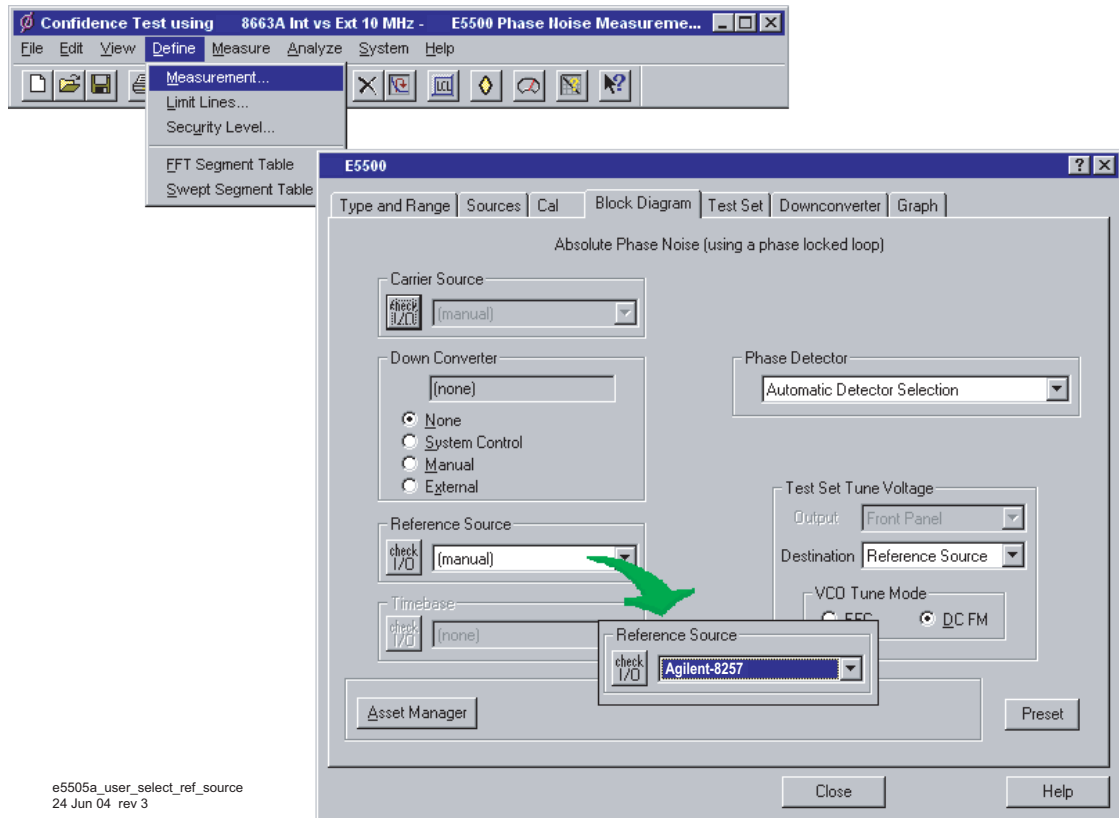 Confidence Test using 8663A Int vs Ext 10 MHz - E5500 Phase Noise Measureme...
File Edit View Define Measure Analyze System Help
Measurement...
Limit Lines...
Security Level...
FFT Segment Table
Swept Segment Table
E5500
Type and Range Sources Cal Block Diagram Test Set Downconverter Graph
Absolute Phase Noise (using a phase locked loop)
Carrier Source
check I/O (manual)
Down Converter
(none)
None
System Control
Manual
External
Phase Detector
Automatic Detector Selection
Reference Source
check I/O (manual)
Timebase
check I/O (none)
Test Set Tune Voltage
Output Front Panel
Destination Reference Source
VCO Tune Mode
DC FM
Reference Source
check I/O Agilent-8257
Asset Manager
Preset
Close Help
e5505a_user_select_ref_source
24 Jun 04 rev 3